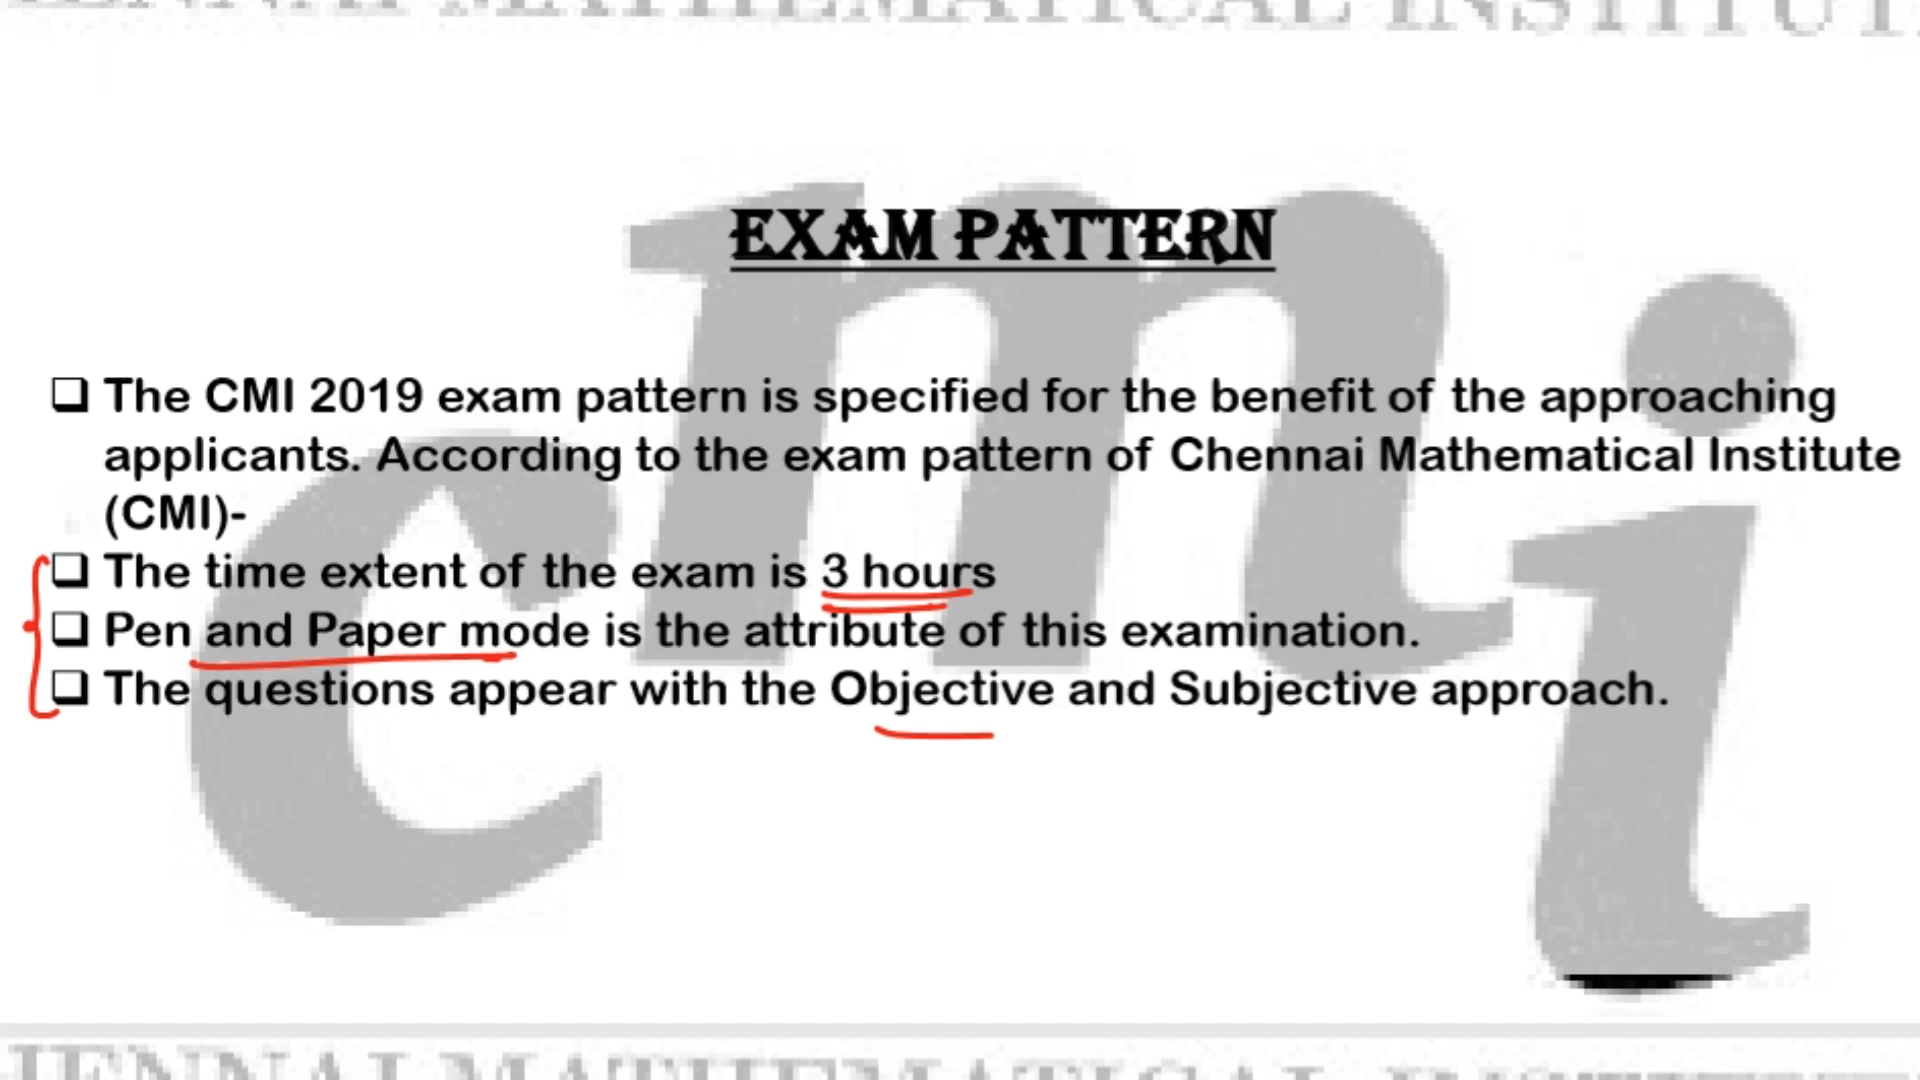 EXAM PATTERN
❑ The CMI 2019 exam pattern is specified for the benefit of the approaching
applicants. According to the exam pattern of Chennai Mathematical Institute
(CMI)-
❑ The time extent of the exam is 3 hours
❑ Pen and Paper mode is the attribute of this examination.
❑ The questions appear with the Objective and Subjective approach.
cmi